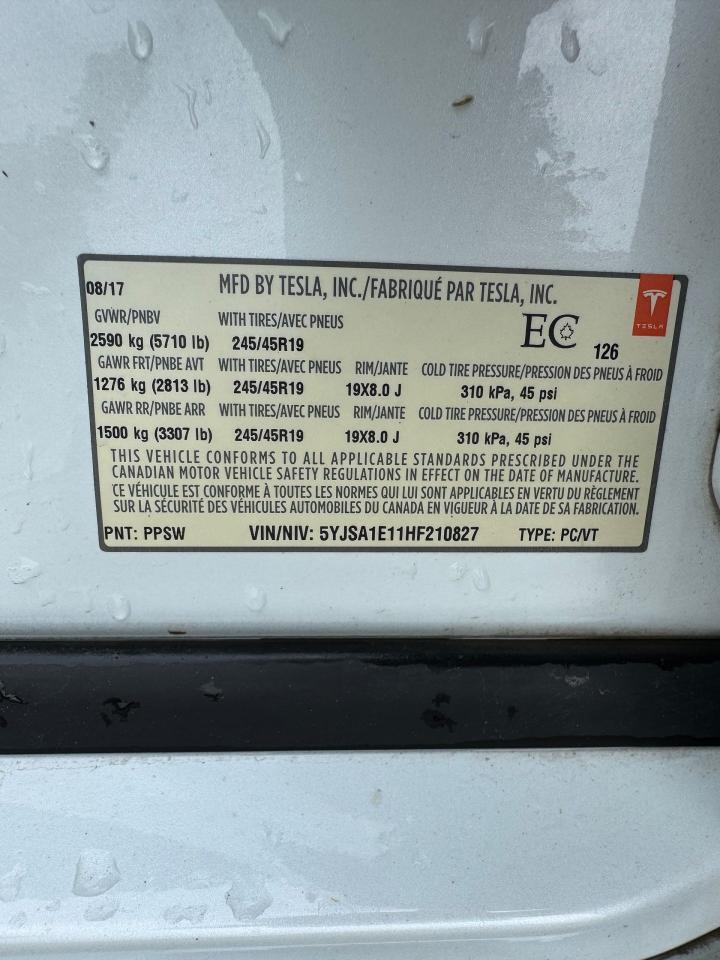 08/17 MFD BY TESLA, INC./FABRIQUÉ PAR TESLA, INC.
TESLA
GVWR/PNBV WITH TIRES/AVEC PNEUS EC 126
2590 kg (5710 lb) 245/45R19
GAWR FRT/PNBE AVT WITH TIRES/AVEC PNEUS RIM/JANTE COLD TIRE PRESSURE/PRESSION DES PNEUS À FROID
1276 kg (2813 lb) 245/45R19 19X8.0 J 310 kPa, 45 psi
GAWR RR/PNBE ARR WITH TIRES/AVEC PNEUS RIM/JANTE COLD TIRE PRESSURE/PRESSION DES PNEUS À FROID
1500 kg (3307 lb) 245/45R19 19X8.0 J 310 kPa, 45 psi
THIS VEHICLE CONFORMS TO ALL APPLICABLE STANDARDS PRESCRIBED UNDER THE
CANADIAN MOTOR VEHICLE SAFETY REGULATIONS IN EFFECT ON THE DATE OF MANUFACTURE.
CE VÉHICULE EST CONFORME À TOUTES LES NORMES QUI LUI SONT APPLICABLES EN VERTU DU RÈGLEMENT
SUR LA SÉCURITÉ DES VÉHICULES AUTOMOBILES DU CANADA EN VIGUEUR À LA DATE DE SA FABRICATION.
PNT: PPSW VIN/NIV: 5YJSA1E11HF210827 TYPE: PC/VT